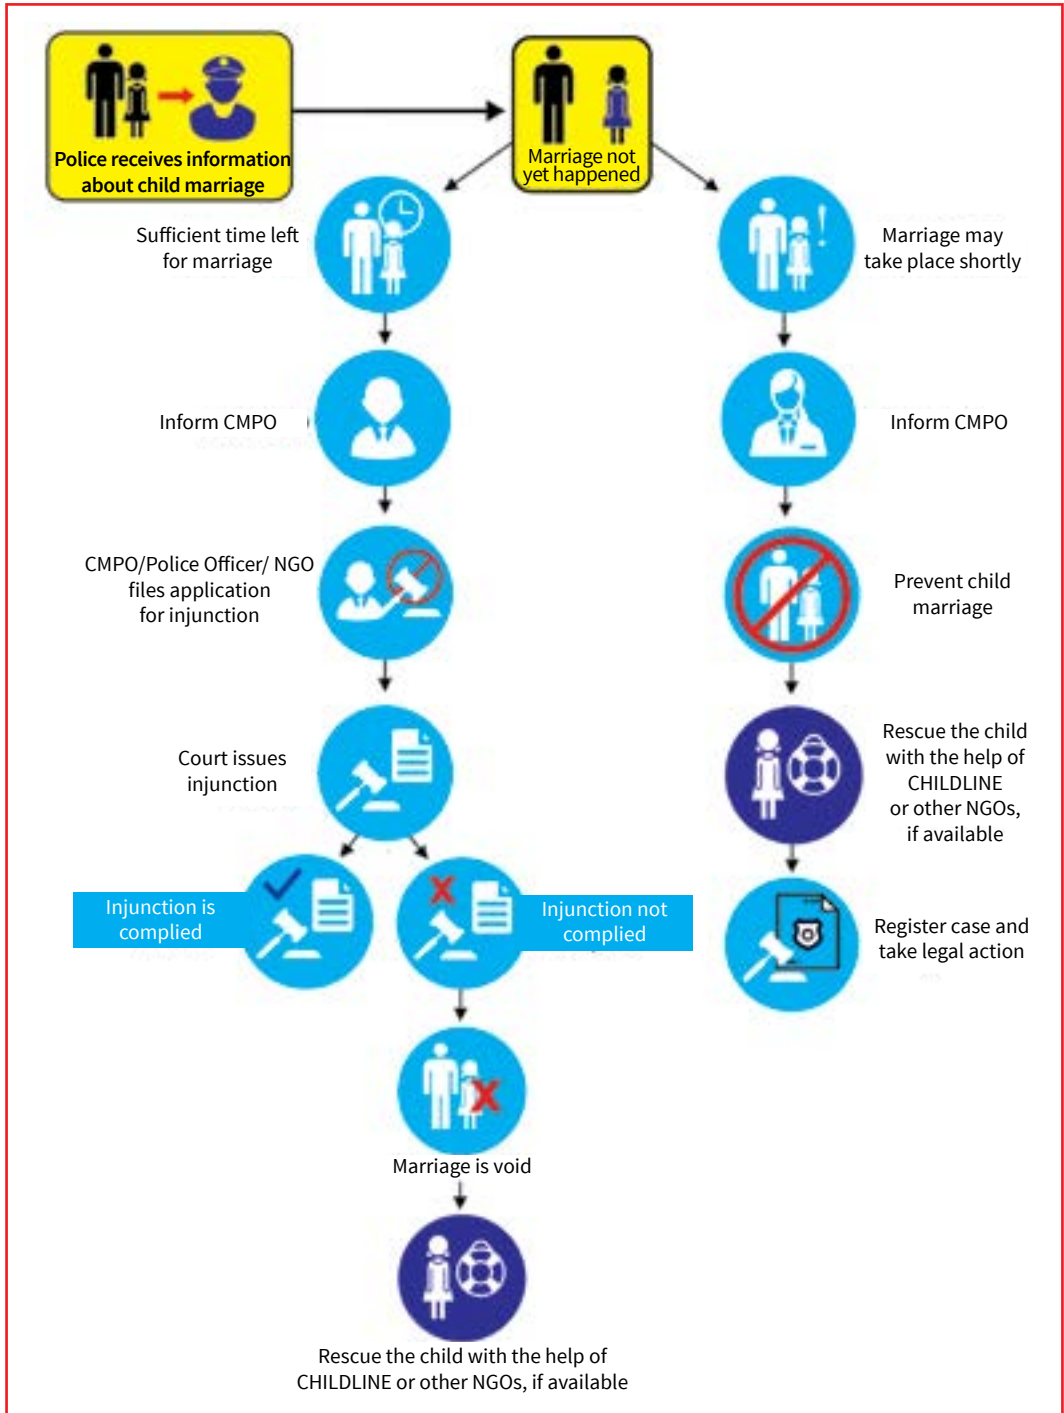 Police receives information
about child marriage
Marriage not
yet happened
Sufficient time left
for marriage
Marriage may
take place shortly
Inform CMPO
Inform CMPO
CMPO/Police Officer/ NGO
files application
for injunction
Prevent child
marriage
Court issues
injunction
Rescue the child
with the help of
CHILDLINE
or other NGOs,
if available
Injunction is
complied
Injunction not
complied
Register case and
take legal action
Marriage is void
Rescue the child with the help of
CHILDLINE or other NGOs, if available